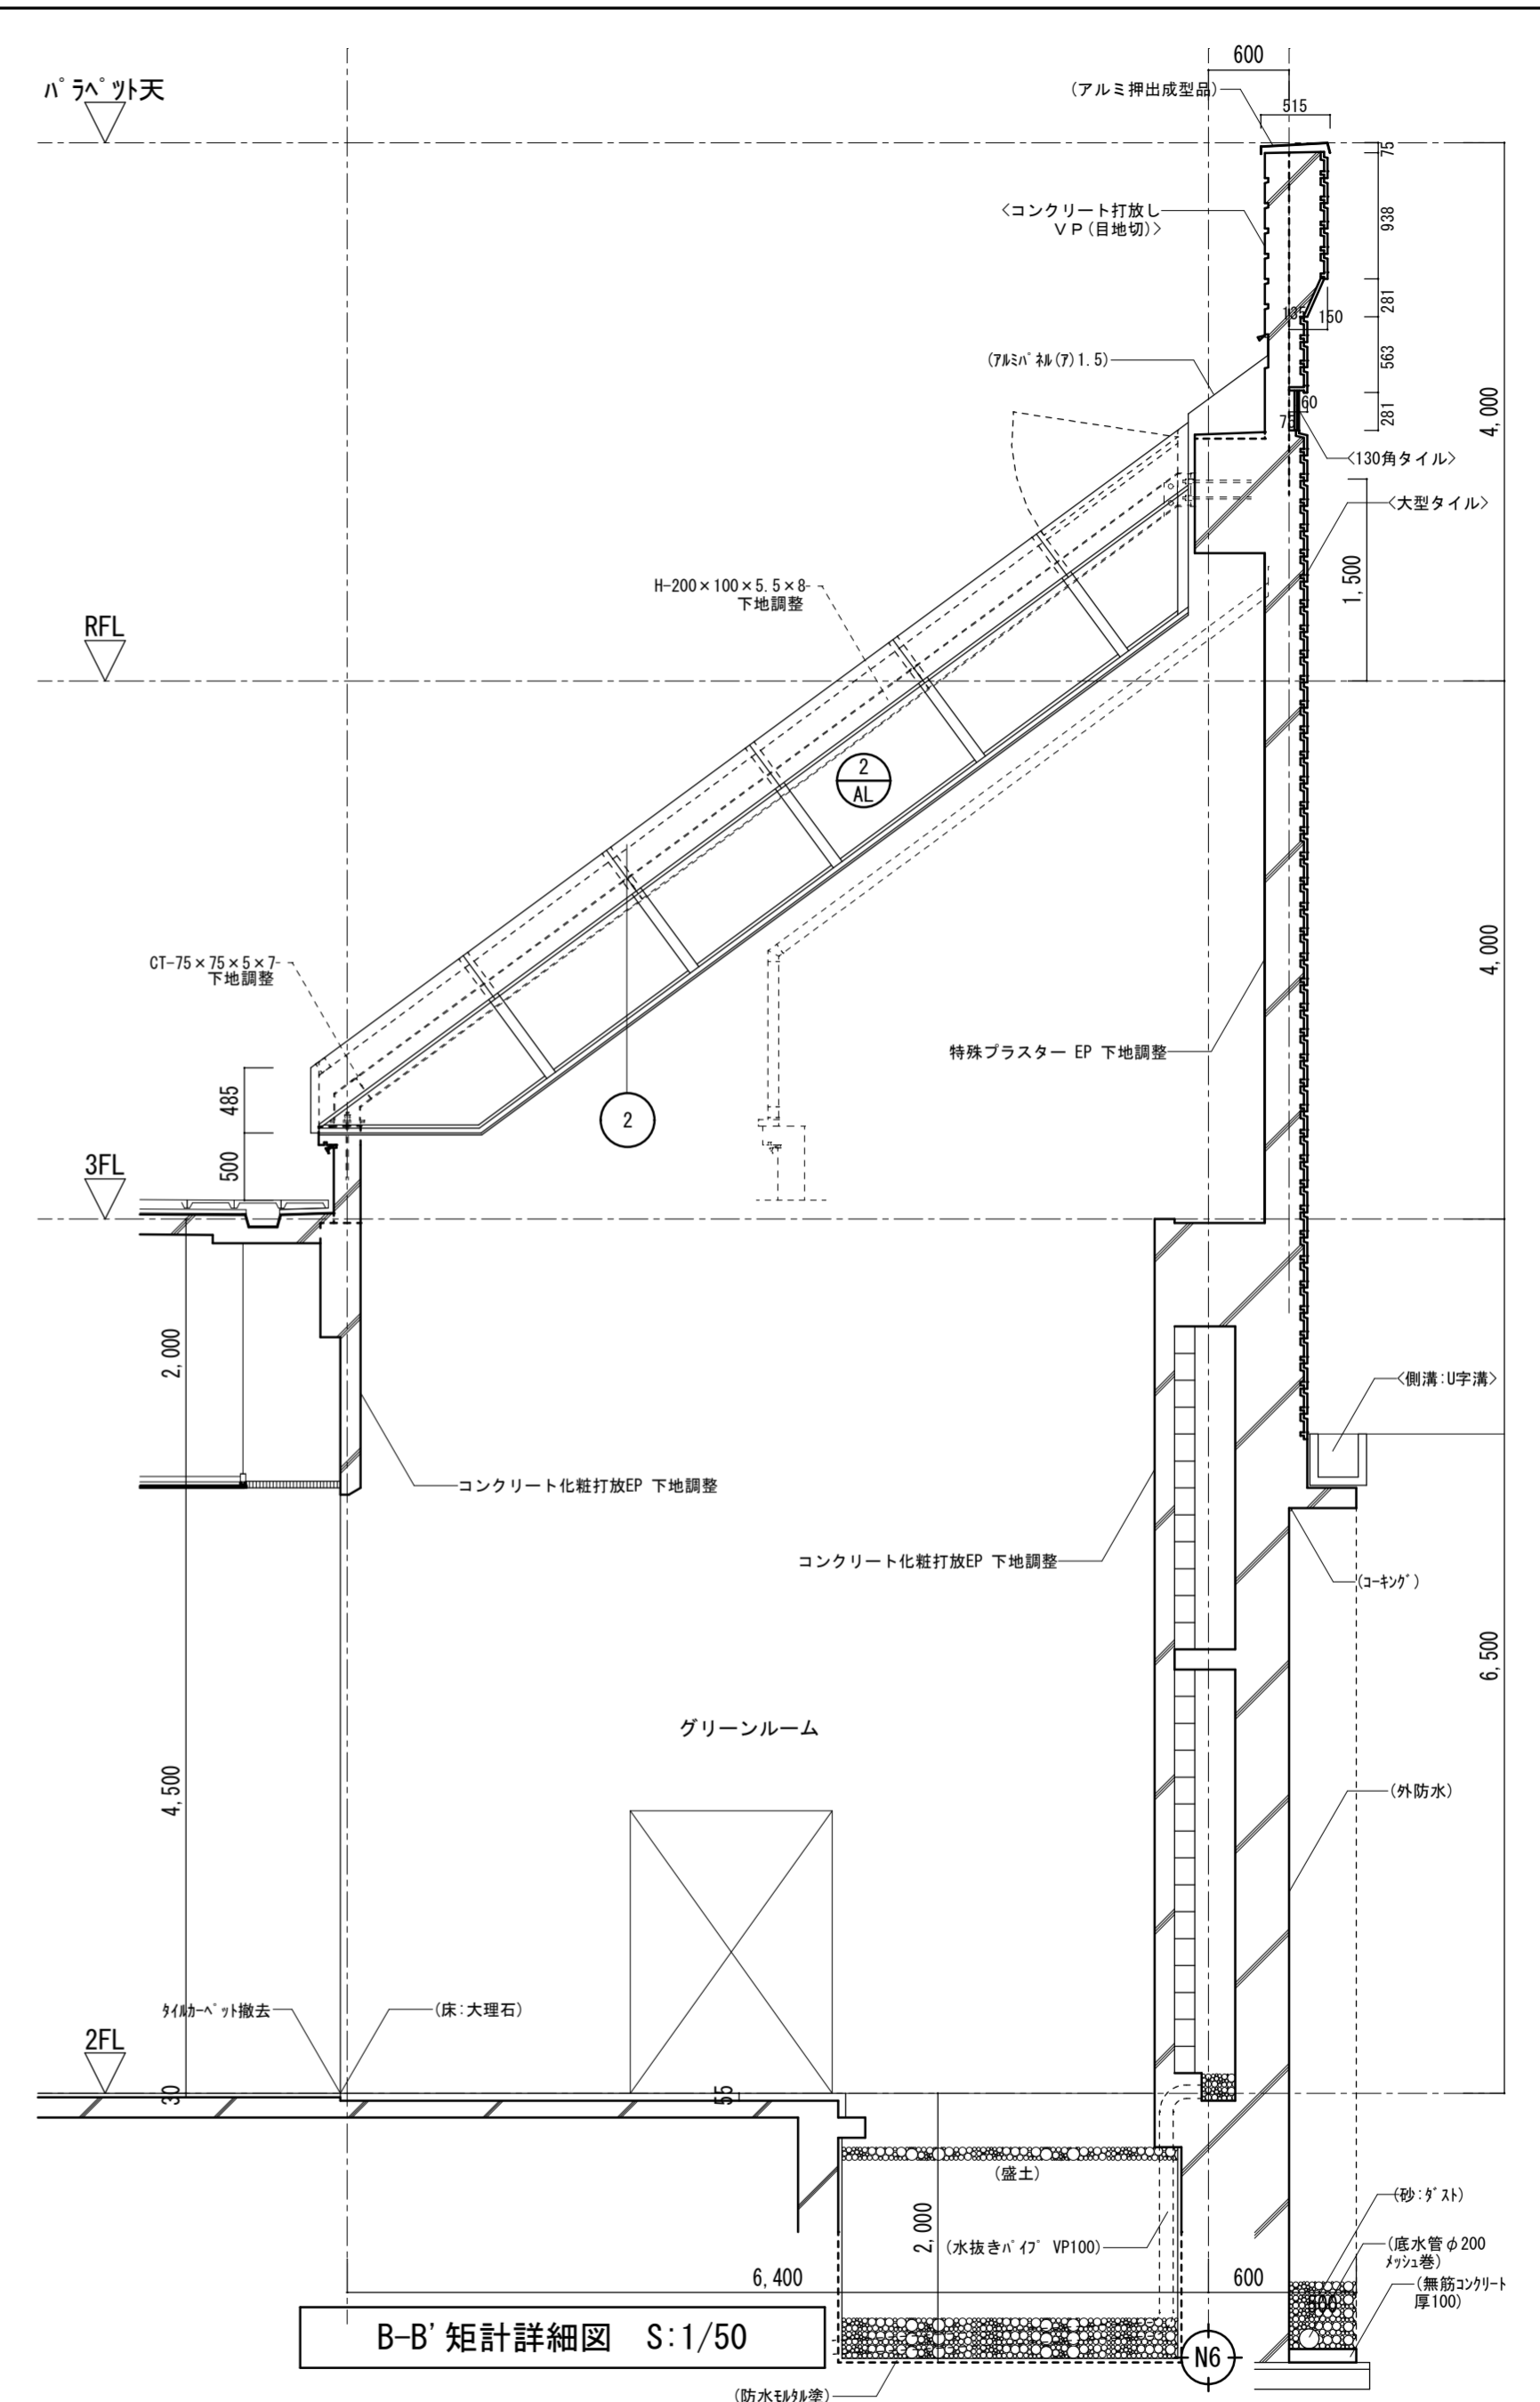 パラペット天
600
(アルミ押出成型品)
515
75
<コンクリート打放し
VP(目地切)>
938
281
135
150
(アルミパネル(ア)1.5)
563
60
75
281
4,000
<130角タイル>
<大型タイル>
1,500
H-200×100×5.5×8
下地調整
RFL
2
AL
4,000
CT-75×75×5×7
下地調整
特殊プラスター EP 下地調整
485
2
500
3FL
2,000
<側溝:U字溝>
コンクリート化粧打放EP 下地調整
コンクリート化粧打放EP 下地調整
(コーキング)
6,500
グリーンルーム
4,500
(外防水)
タイルカーペット撤去
(床:大理石)
2FL
30
55
(盛土)
(砂:ダスト)
2,000
(水抜きパイプ VP100)
(底水管φ200
メッシュ巻)
6,400
600
(無筋コンクリート
厚100)
500
B-B' 矩計詳細図 S:1/50
N6
(防水モルタル塗)